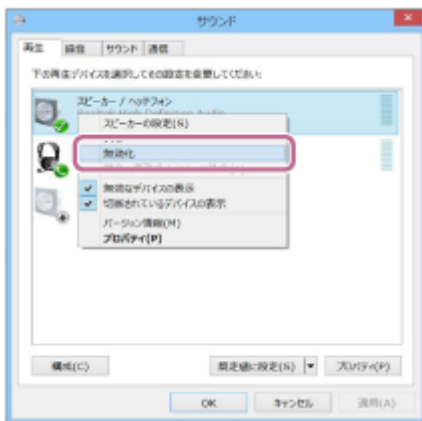 サウンド
再生 録音 サウンド 通信
下の再生デバイスを選択してその設定を変更してください:
スピーカー / ヘッドフォン
スピーカーの設定(S)
無効化
無効なデバイスの表示
切断されているデバイスの表示
バージョン情報(M)
プロパティ(P)
構成(C) 既定値に設定(S) プロパティ(P)
OK キャンセル 適用(A)